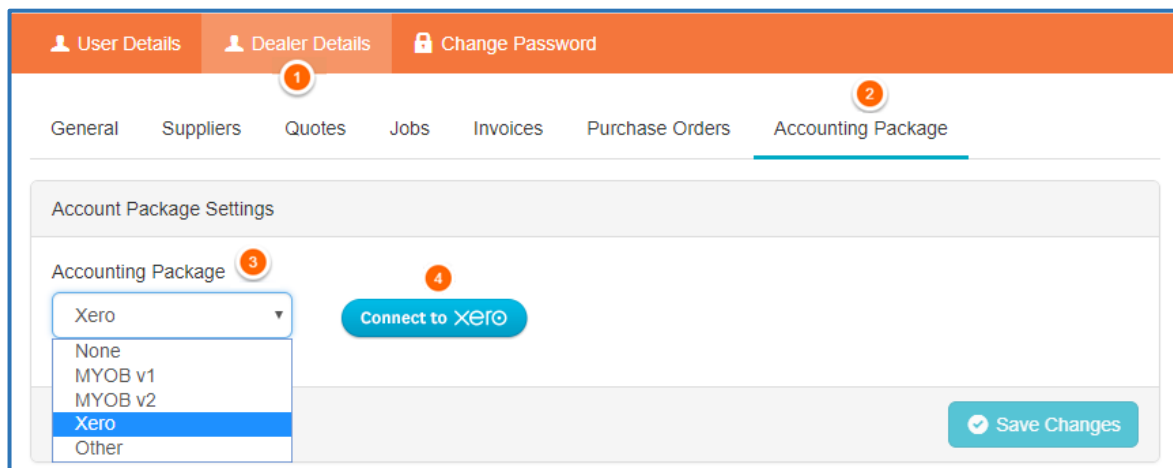 User Details Dealer Details Change Password
1
2
General Suppliers Quotes Jobs Invoices Purchase Orders Accounting Package
Account Package Settings
Accounting Package 3
4
Xero Connect to xero
None
MYOB v1
MYOB v2
Xero
Other
Save Changes